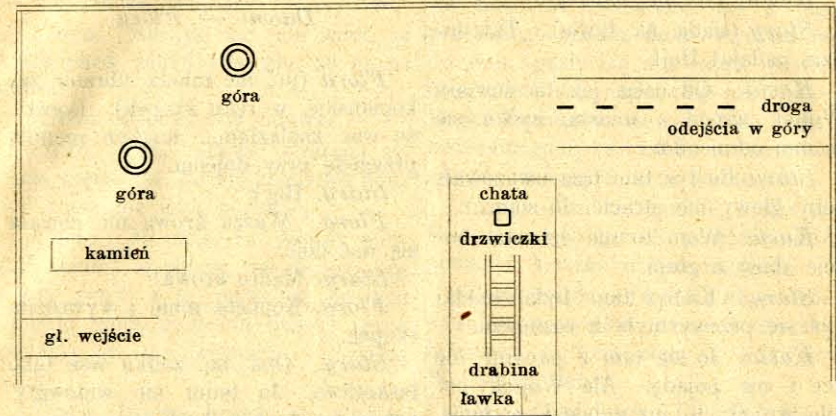 góra
droga
odejścia w góry
góra
chata
kamień
drzwiczki
gł. wejście
drabina
ławka